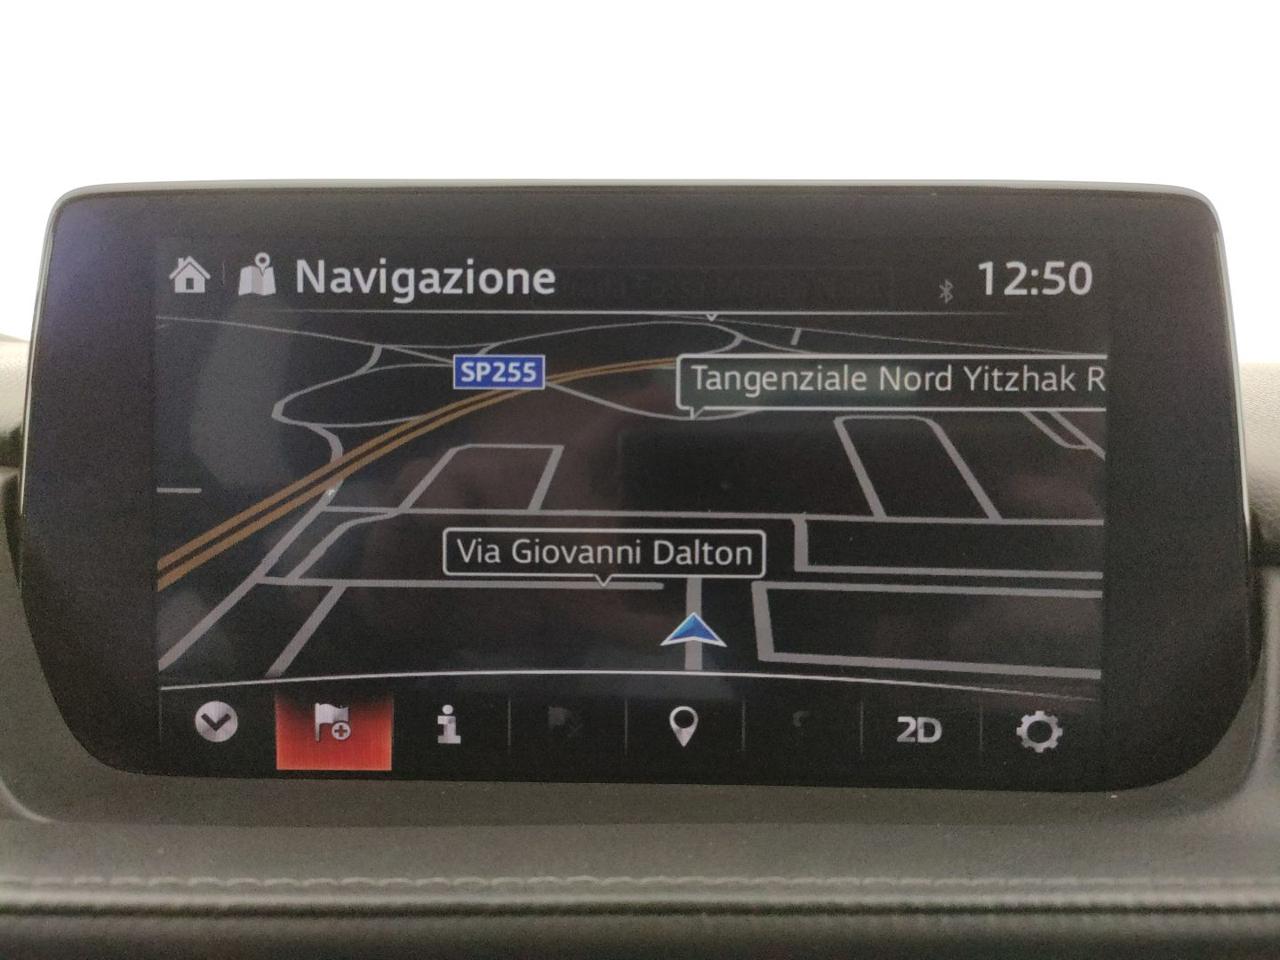 Navigazione
12:50
SP255
Tangenziale Nord Yitzhak R
Via Giovanni Dalton
2D